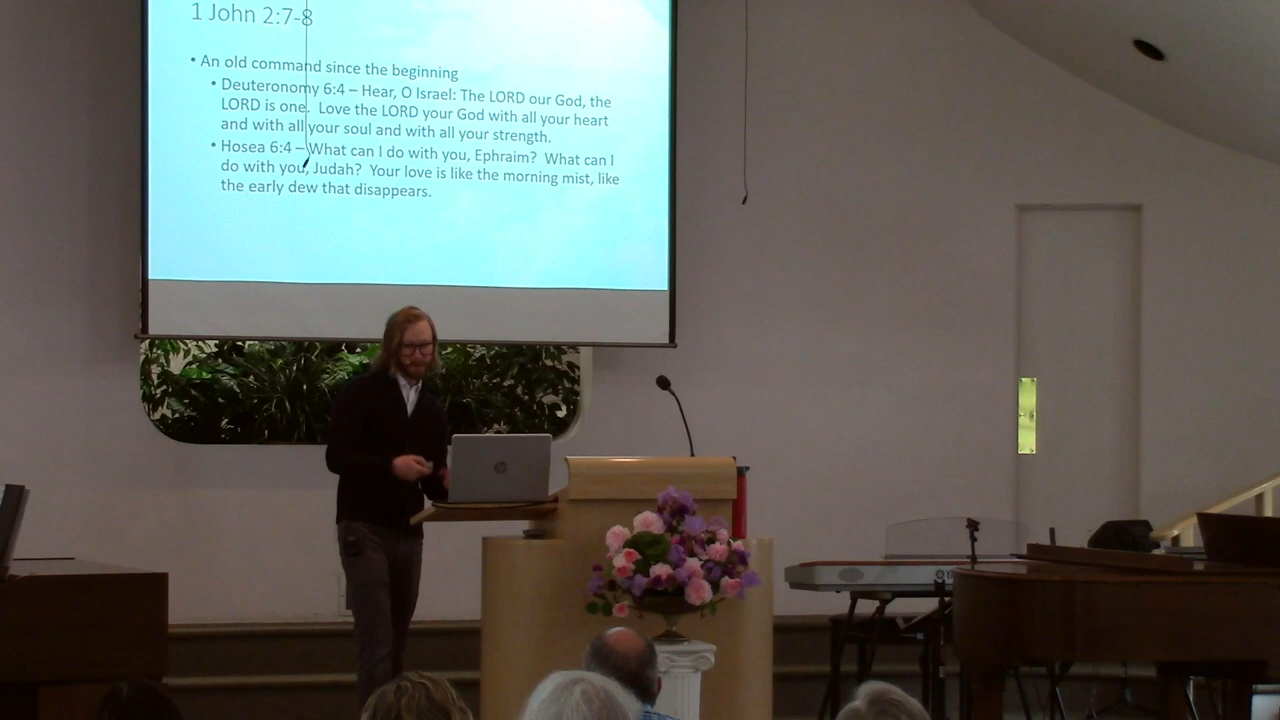 1 John 2:7-8
• An old command since the beginning
• Deuteronomy 6:4 – Hear, O Israel: The LORD our God, the
LORD is one.  Love the LORD your God with all your heart
and with all your soul and with all your strength.
• Hosea 6:4 – What can I do with you, Ephraim?  What can I
do with you, Judah?  Your love is like the morning mist, like
the early dew that disappears.
hp